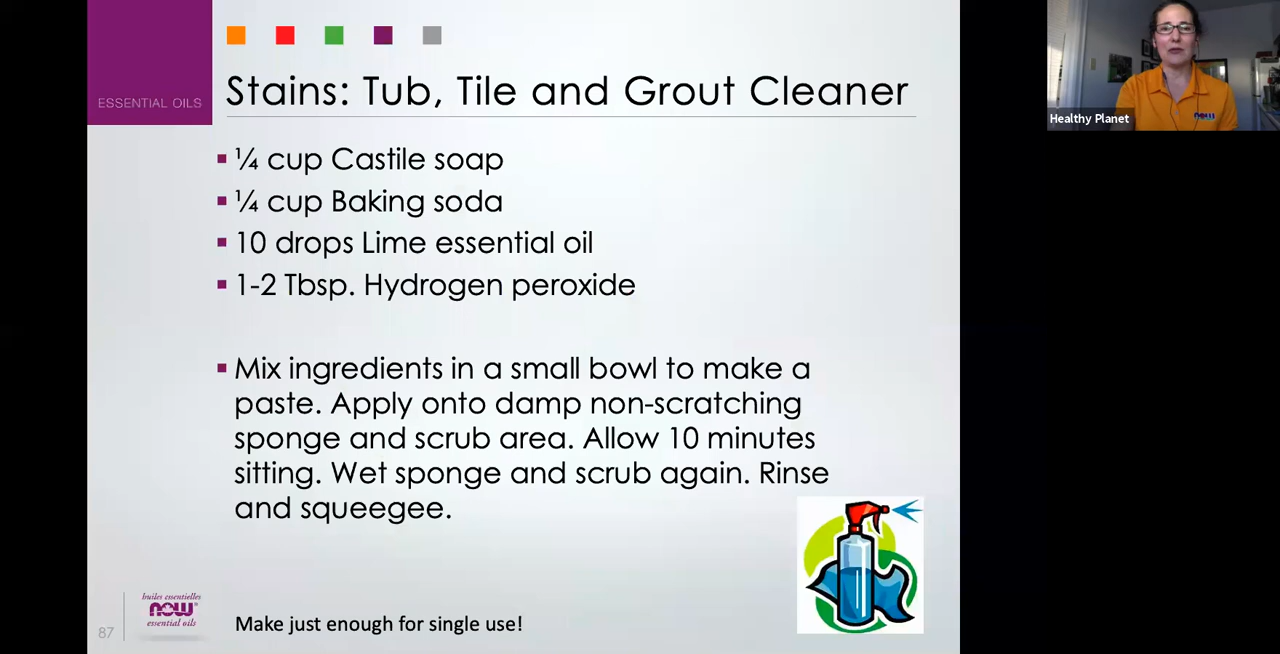 ESSENTIAL OILS
Stains: Tub, Tile and Grout Cleaner
¼ cup Castile soap
¼ cup Baking soda
10 drops Lime essential oil
1-2 Tbsp. Hydrogen peroxide
Mix ingredients in a small bowl to make a
paste. Apply onto damp non-scratching
sponge and scrub area. Allow 10 minutes
sitting. Wet sponge and scrub again. Rinse
and squeegee.
87
huiles essentielles
now®
essential oils
Make just enough for single use!
Healthy Planet
now